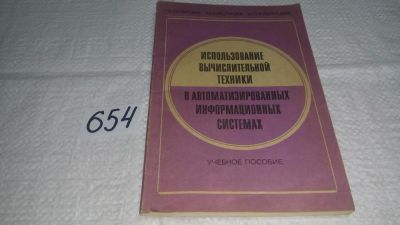 654
ИСПОЛЬЗОВАНИЕ
ВЫЧИСЛИТЕЛЬНОЙ
ТЕХНИКИ
В АВТОМАТИЗИРОВАННЫХ
ИНФОРМАЦИОННЫХ
СИСТЕМАХ
УЧЕБНОЕ ПОСОБИЕ